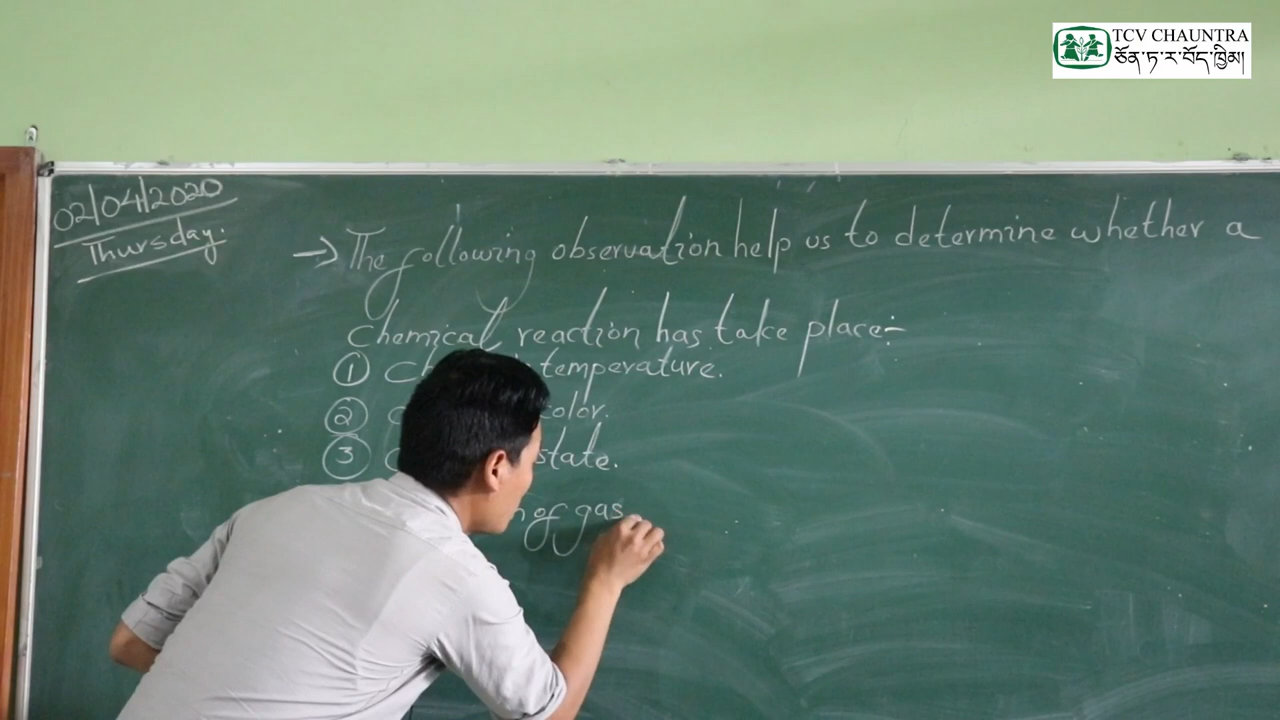 TCV CHAUNTRA
ཅོན་ཏ་ར་བོད་ཁྱིམ།
02/04/2020
Thursday.
→ The following observation help us to determine whether a
Chemical reaction has take place:-
① temperature.
② color.
③ state.
of gas